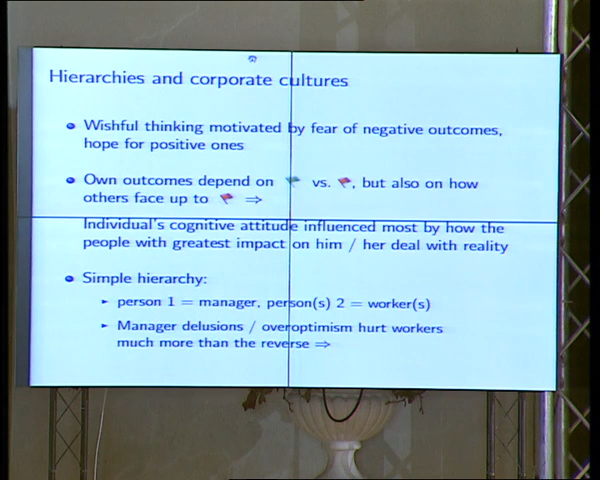 Hierarchies and corporate cultures
Wishful thinking motivated by fear of negative outcomes,
hope for positive ones
Own outcomes depend on vs. , but also on how
others face up to ⇒
Individual's cognitive attitude influenced most by how the
people with greatest impact on him / her deal with reality
Simple hierarchy:
person 1 = manager, person(s) 2 = worker(s)
Manager delusions / overoptimism hurt workers
much more than the reverse ⇒